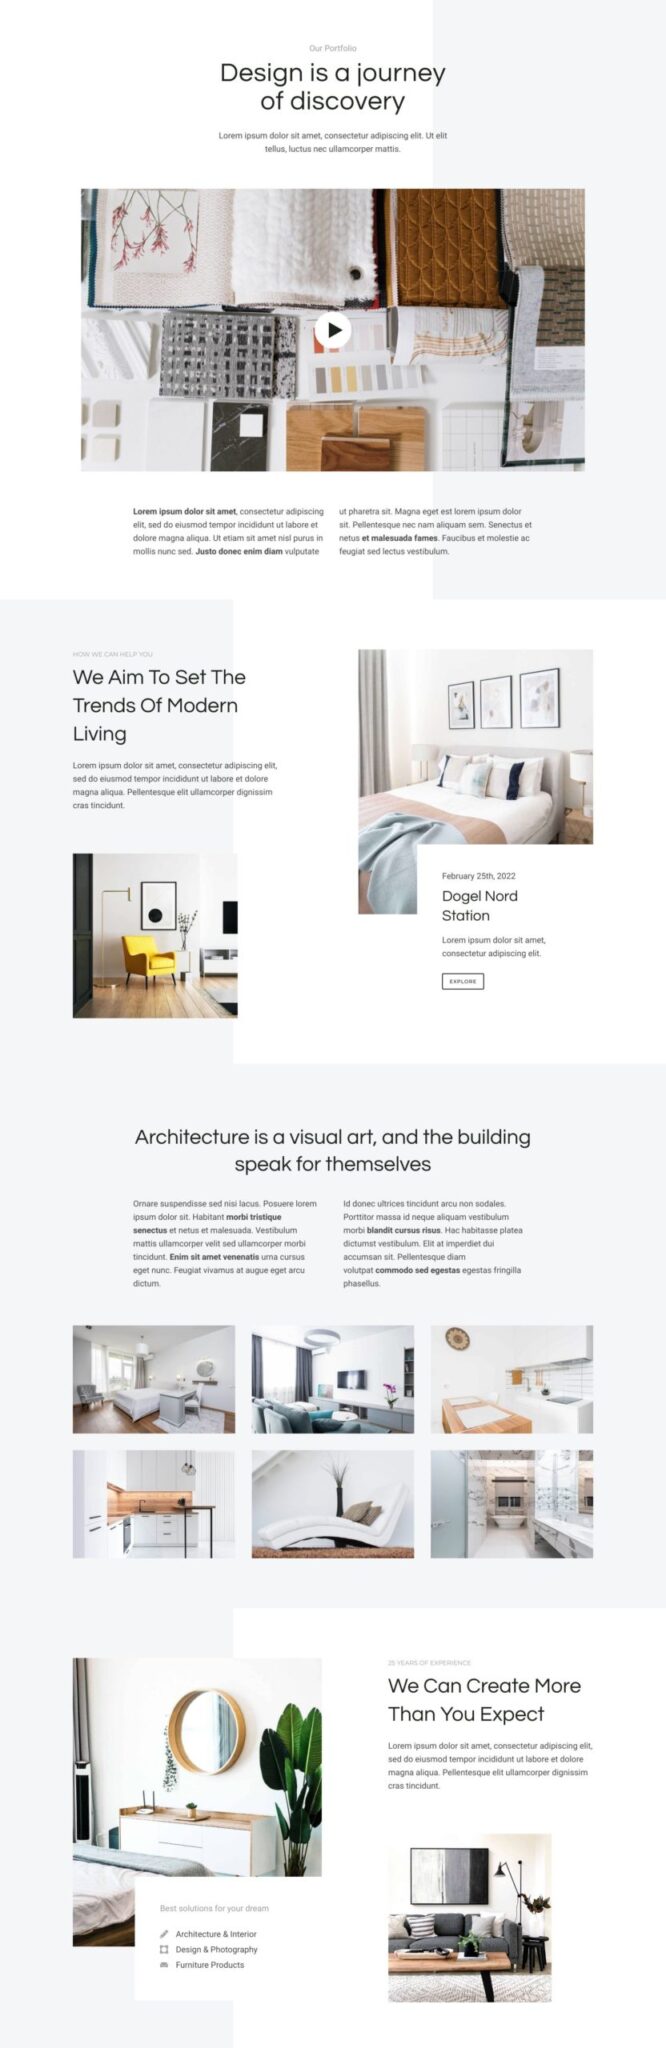 Our Portfolio
Design is a journey
of discovery
Lorem ipsum dolor sit amet, consectetur adipiscing elit. Ut elit
tellus, luctus nec ullamcorper mattis.
Lorem ipsum dolor sit amet, consectetur adipiscing
elit, sed do eiusmod tempor incididunt ut labore et
dolore magna aliqua. Ut etiam sit amet nisl purus in
mollis nunc sed. Justo donec enim diam vulputate
ut pharetra sit. Magna eget est lorem ipsum dolor
sit. Pellentesque nec nam aliquam sem. Senectus et
netus et malesuada fames. Faucibus et molestie ac
feugiat sed lectus vestibulum.
HOW WE CAN HELP YOU
We Aim To Set The
Trends Of Modern
Living
Lorem ipsum dolor sit amet, consectetur adipiscing elit,
sed do eiusmod tempor incididunt ut labore et dolore
magna aliqua. Pellentesque elit ullamcorper dignissim
cras tincidunt.
February 25th, 2022
Dogel Nord
Station
Lorem ipsum dolor sit amet,
consectetur adipiscing elit.
EXPLORE
Architecture is a visual art, and the building
speak for themselves
Ornare suspendisse sed nisi lacus. Posuere lorem
ipsum dolor sit. Habitant morbi tristique
senectus et netus et malesuada. Vestibulum
mattis ullamcorper velit sed ullamcorper morbi
tincidunt. Enim sit amet venenatis urna cursus
eget nunc. Feugiat vivamus at augue eget arcu
dictum.
Id donec ultrices tincidunt arcu non sodales.
Porttitor massa id neque aliquam vestibulum
morbi blandit cursus risus. Hac habitasse platea
dictumst vestibulum. Elit at imperdiet dui
accumsan sit. Pellentesque diam
volutpat commodo sed egestas egestas fringilla
phasellus.
25 YEARS OF EXPERIENCE
We Can Create More
Than You Expect
Lorem ipsum dolor sit amet, consectetur adipiscing elit,
sed do eiusmod tempor incididunt ut labore et dolore
magna aliqua. Pellentesque elit ullamcorper dignissim
cras tincidunt.
Best solutions for your dream
Architecture & Interior
Design & Photography
Furniture Products